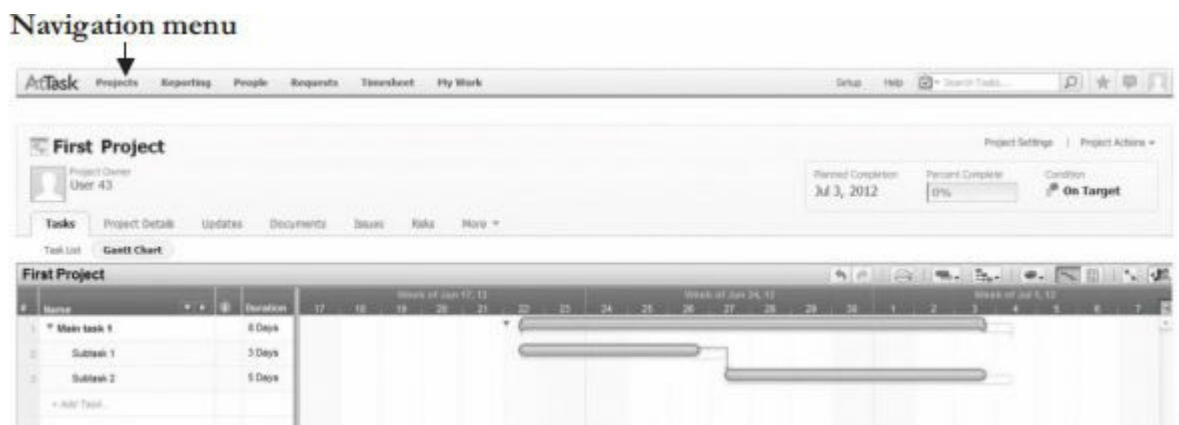 Navigation menu
AtTask Projects Reporting People Requests Timesheet My Work Setup Help Search Tasks...
First Project Project Settings | Project Actions
Project Owner
User 43
Planned Completion Percent Complete Condition
Jul 3, 2012 0% On Target
Tasks Project Details Updates Documents Issues Risks More
Task List Gantt Chart
First Project
Week of Jun 17, 12 Week of Jun 24, 12 Week of Jul 1, 12
# Name Duration 17 18 19 20 21 22 23 24 25 26 27 28 29 30 1 2 3 4 5 6 7
1 Main task 1 8 Days
2 Subtask 1 3 Days
3 Subtask 2 5 Days
+ Add Task...